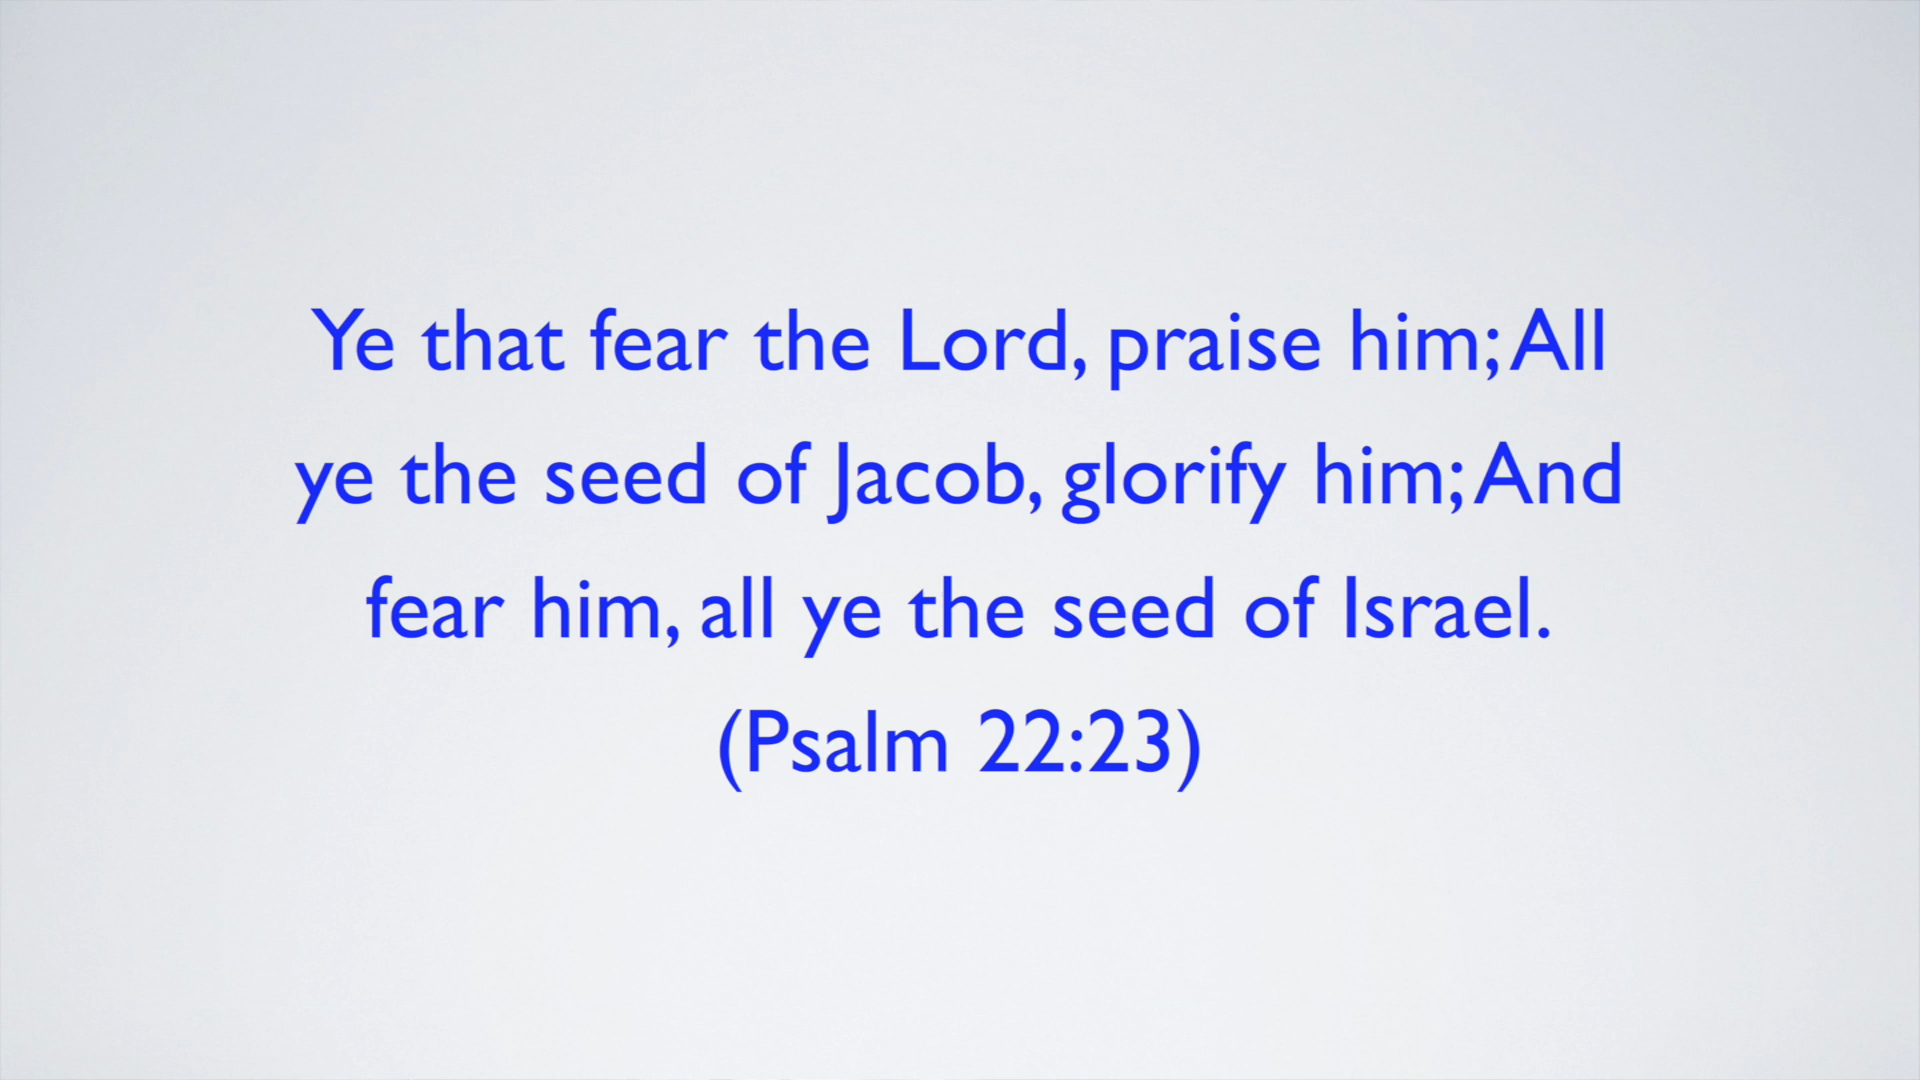 Ye that fear the Lord, praise him; All
ye the seed of Jacob, glorify him; And
fear him, all ye the seed of Israel.
(Psalm 22:23)